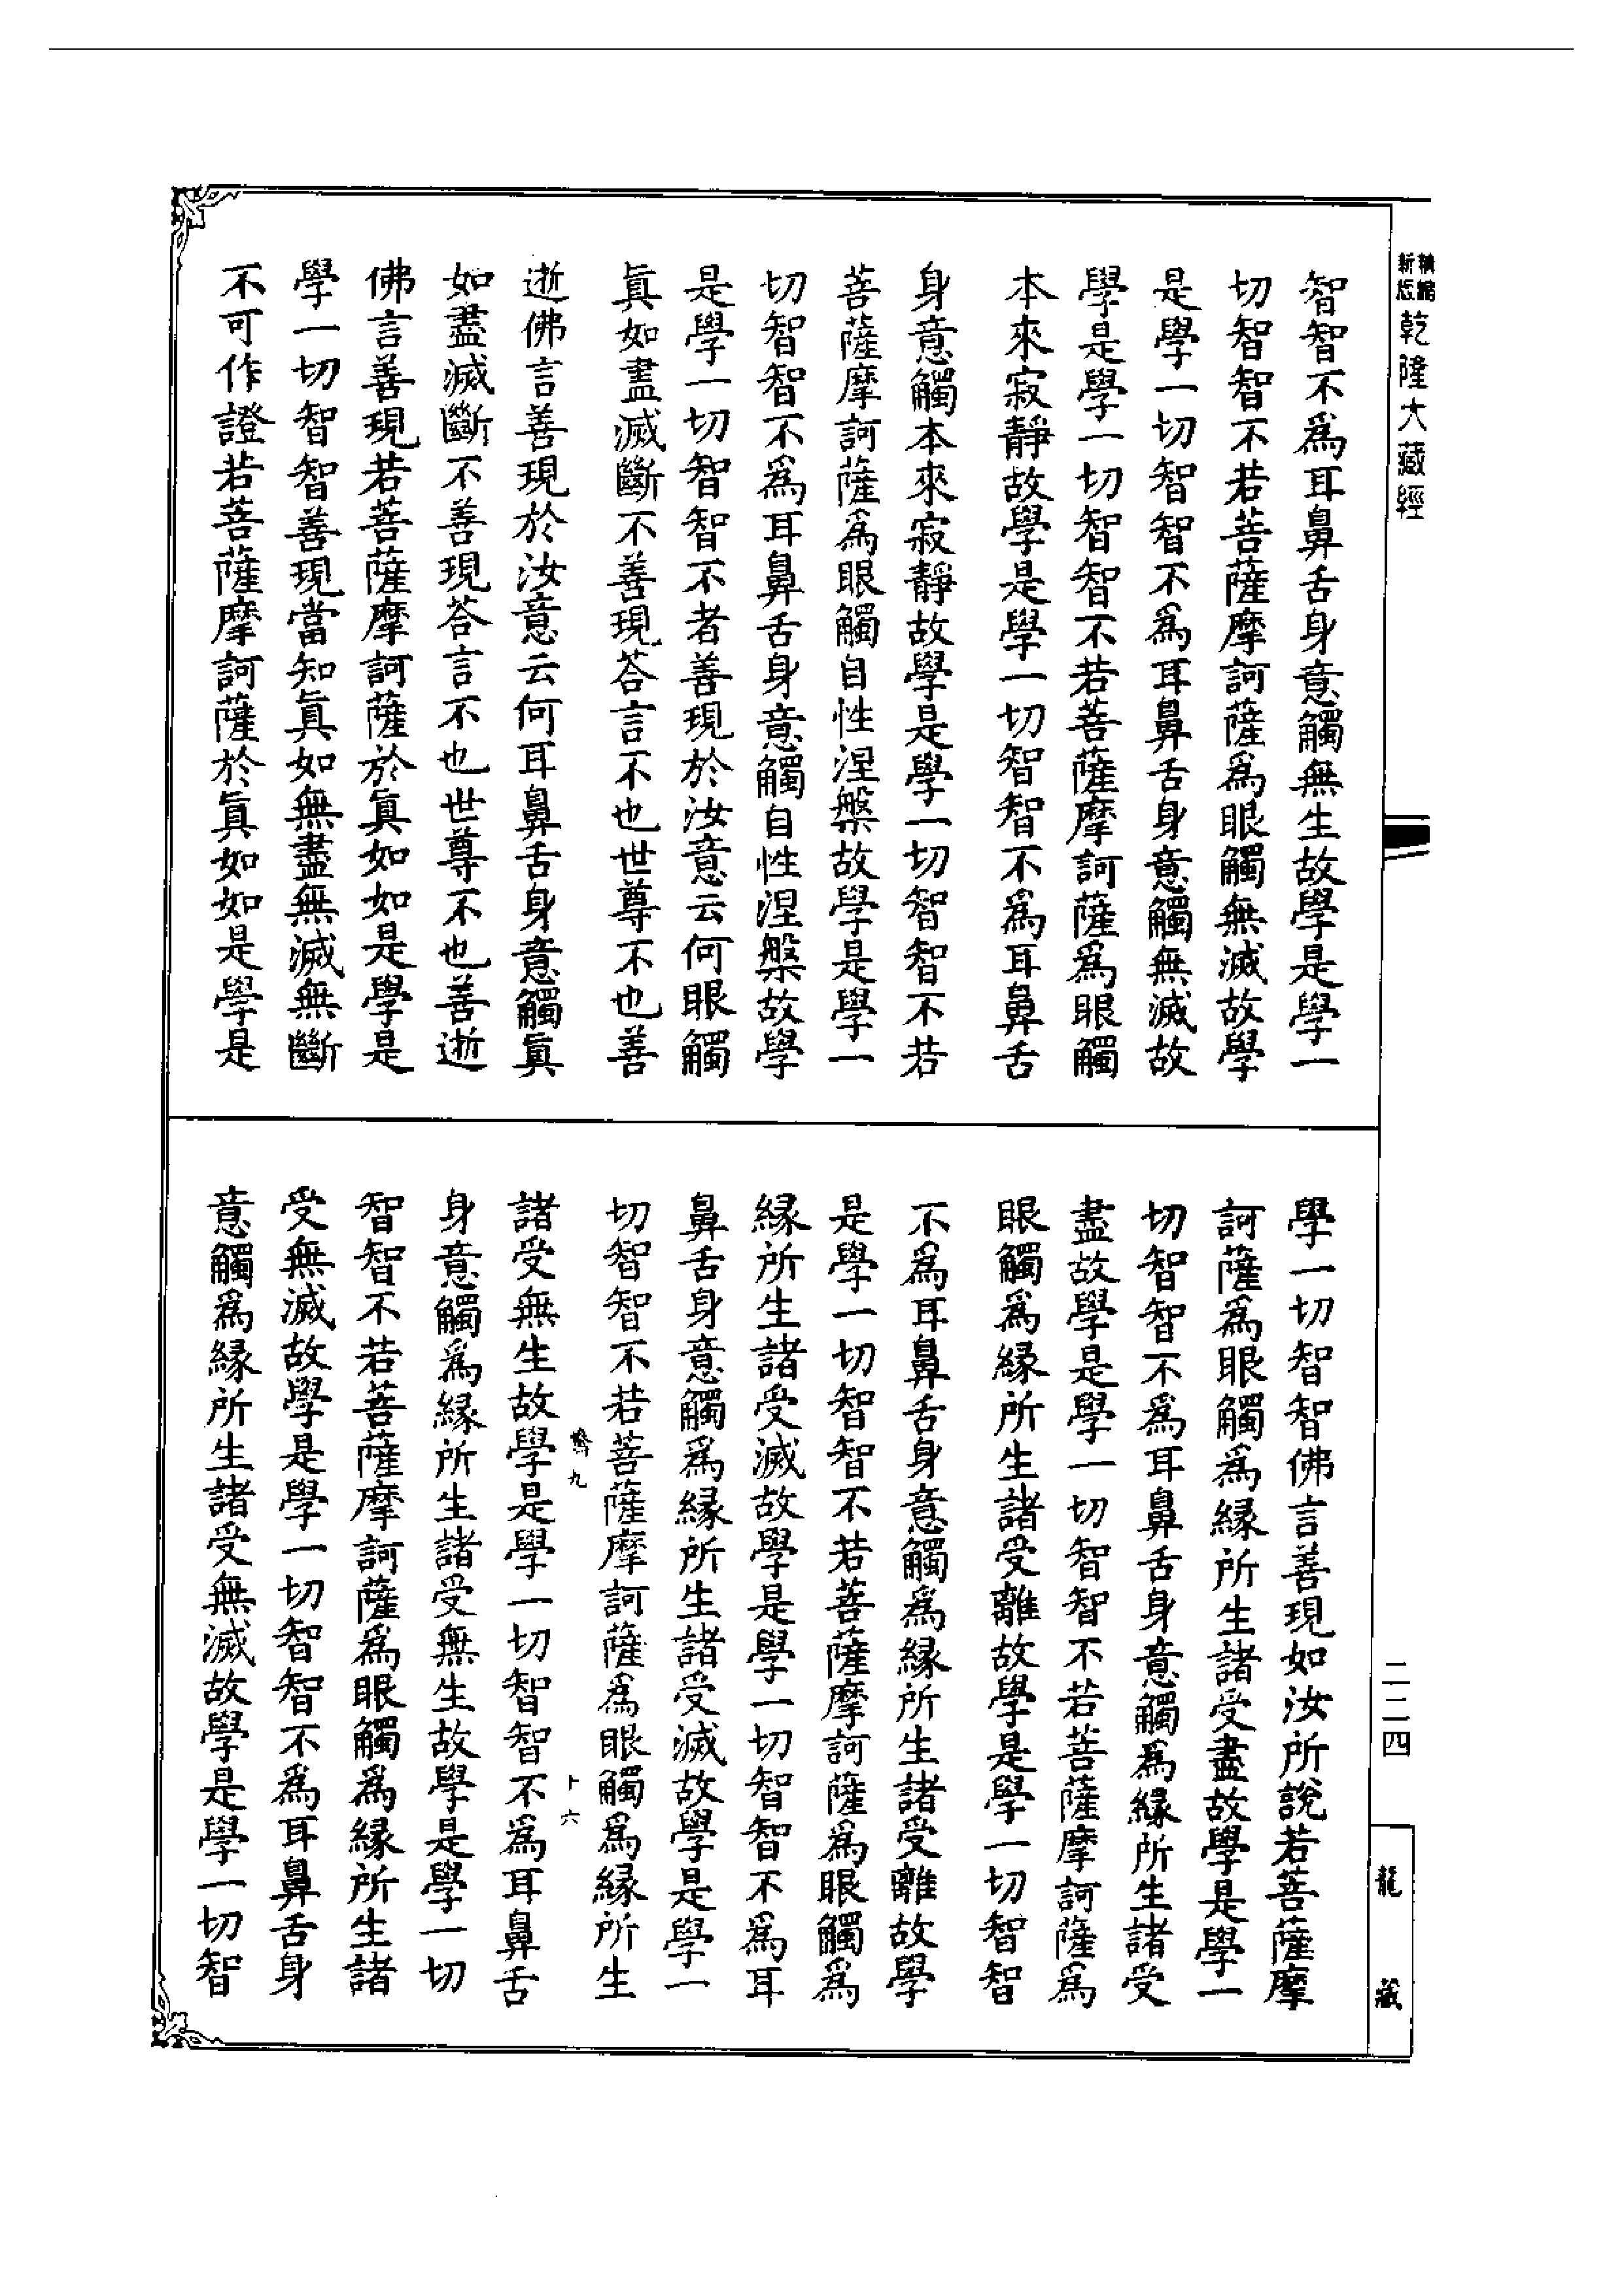 新版
精縮
乾隆大藏經
智智不爲耳鼻舌身意觸無生故學是學一
切智智不若菩薩摩訶薩爲眼觸無滅故學
是學一切智智不爲耳鼻舌身意觸無滅故
學是學一切智智不若菩薩摩訶薩爲眼觸
本來寂靜故學是學一切智智不爲耳鼻舌
身意觸本來寂靜故學是學一切智智不若
菩薩摩訶薩爲眼觸自性涅槃故學是學一
切智智不爲耳鼻舌身意觸自性涅槃故學
是學一切智智不者善現於汝意云何眼觸
眞如盡滅斷不善現荅言不也世尊不也善
逝佛言善現於汝意云何耳鼻舌身意觸眞
如盡滅斷不善現荅言不也世尊不也善逝
佛言善現若菩薩摩訶薩於眞如如是學是
學一切智智善現當知眞如無盡無滅無斷
不可作證若菩薩摩訶薩於眞如如是學是
學一切智智佛言善現如汝所說若菩薩摩
訶薩爲眼觸爲緣所生諸受盡故學是學一
切智智不爲耳鼻舌身意觸爲緣所生諸受
盡故學是學一切智智不若菩薩摩訶薩爲
眼觸爲緣所生諸受離故學是學一切智智
不爲耳鼻舌身意觸爲緣所生諸受離故學
是學一切智智不若菩薩摩訶薩爲眼觸爲
緣所生諸受滅故學是學一切智智不爲耳
鼻舌身意觸爲緣所生諸受滅故學是學一
切智智不若菩薩摩訶薩爲眼觸爲緣所生
九
十六
諸受無生故學是學一切智智不爲耳鼻舌
身意觸爲緣所生諸受無生故學是學一切
智智不若菩薩摩訶薩爲眼觸爲緣所生諸
受無滅故學是學一切智智不爲耳鼻舌身
意觸爲緣所生諸受無滅故學是學一切智
二二四
龍藏